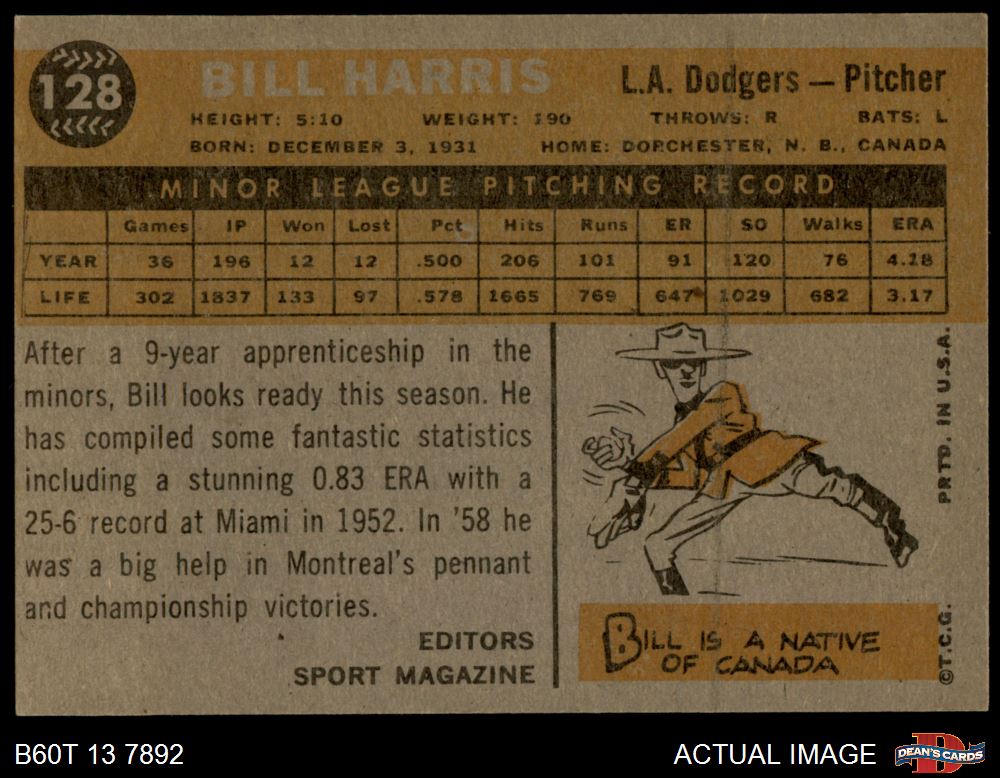 128
BILL HARRIS
L.A. Dodgers — Pitcher
HEIGHT: 5:10 WEIGHT: 190 THROWS: R BATS: L
BORN: DECEMBER 3, 1931 HOME: DORCHESTER, N. B., CANADA
MINOR LEAGUE PITCHING RECORD
Games IP Won Lost Pct Hits Runs ER SO Walks ERA
YEAR 36 196 12 12 .500 206 101 91 120 76 4.18
LIFE 302 1837 133 97 .578 1665 769 647 1029 682 3.17
After a 9-year apprenticeship in the
minors, Bill looks ready this season. He
has compiled some fantastic statistics
including a stunning 0.83 ERA with a
25-6 record at Miami in 1952. In '58 he
was a big help in Montreal's pennant
and championship victories.
EDITORS
SPORT MAGAZINE
BILL IS A NATIVE
OF CANADA
©T.C.G. PRTD. IN U.S.A.
B60T 13 7892
ACTUAL IMAGE
DEAN'S CARDS